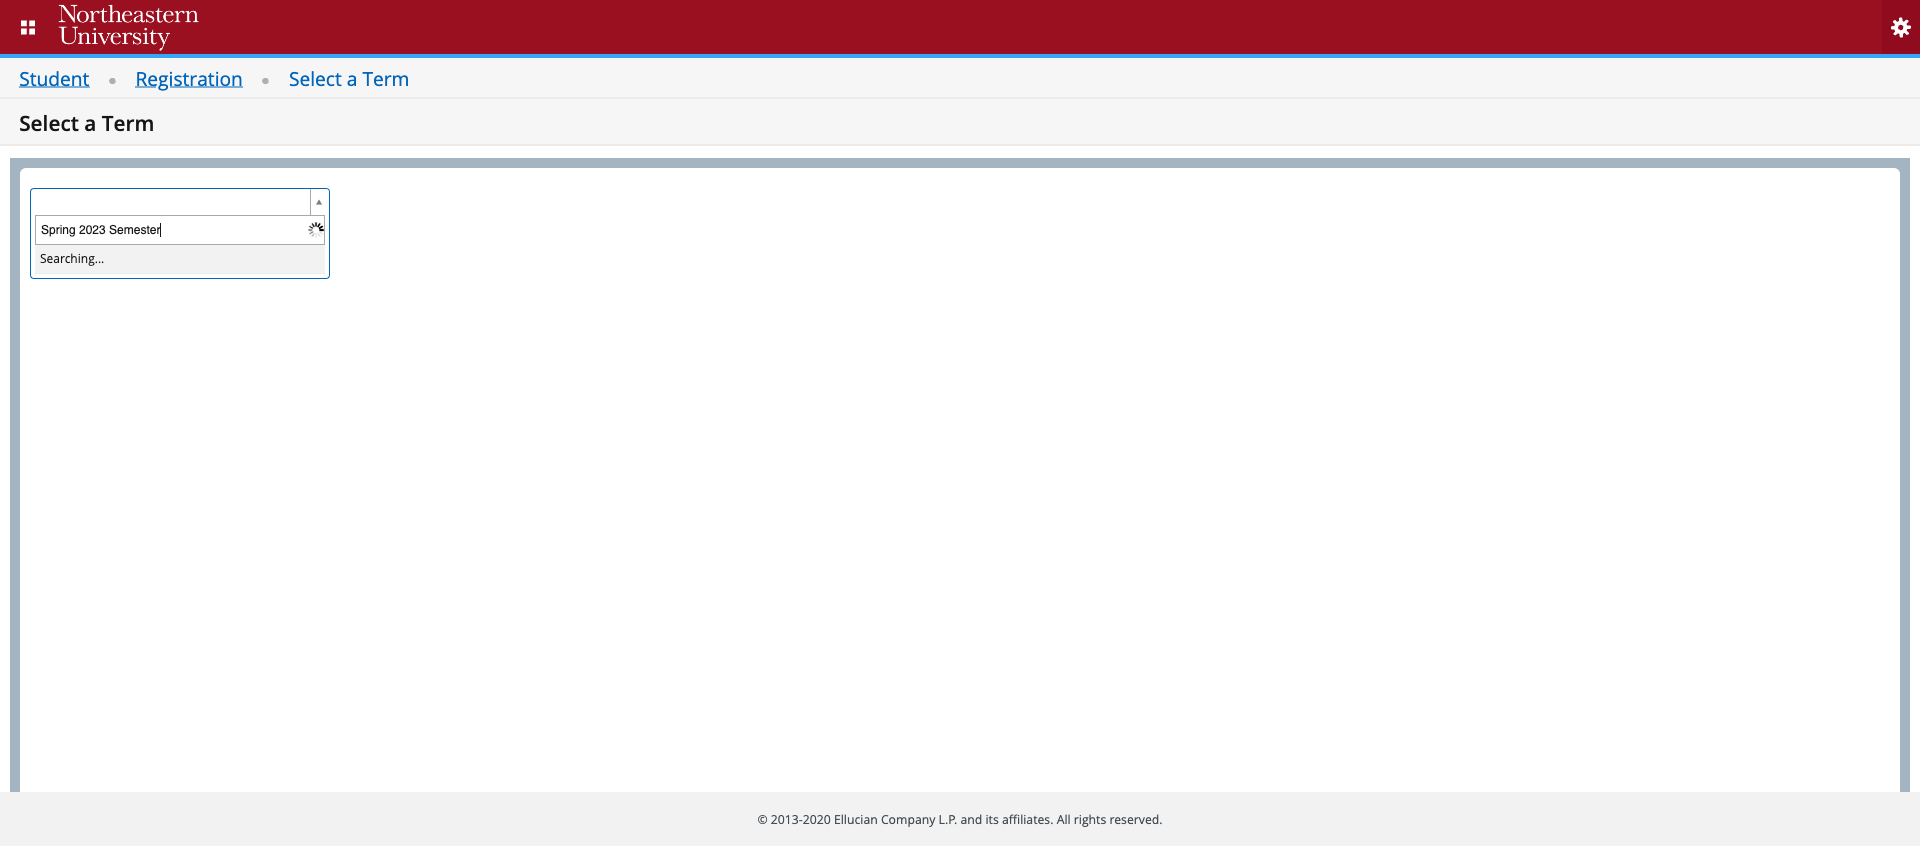 Northeastern
University
Student • Registration • Select a Term
Select a Term
Spring 2023 Semester
Searching...
© 2013-2020 Ellucian Company L.P. and its affiliates. All rights reserved.